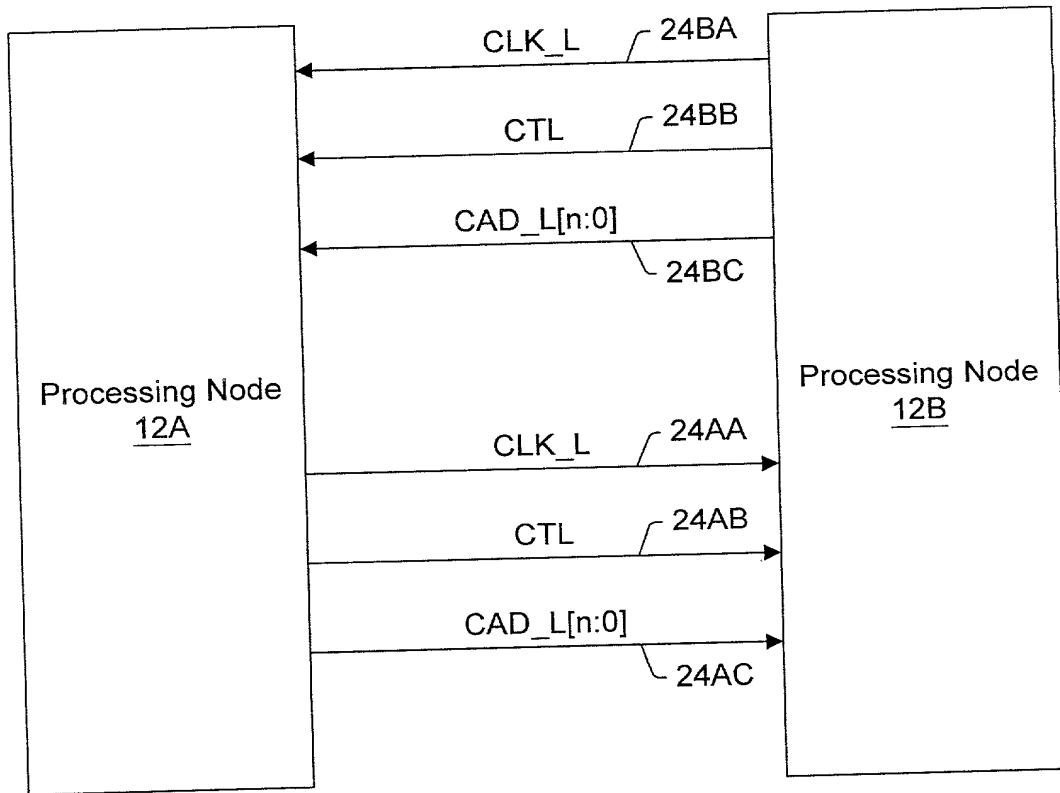 CLK_L
24BA
CTL
24BB
CAD_L[n:0]
24BC
Processing Node
12A
Processing Node
12B
CLK_L
24AA
CTL
24AB
CAD_L[n:0]
24AC